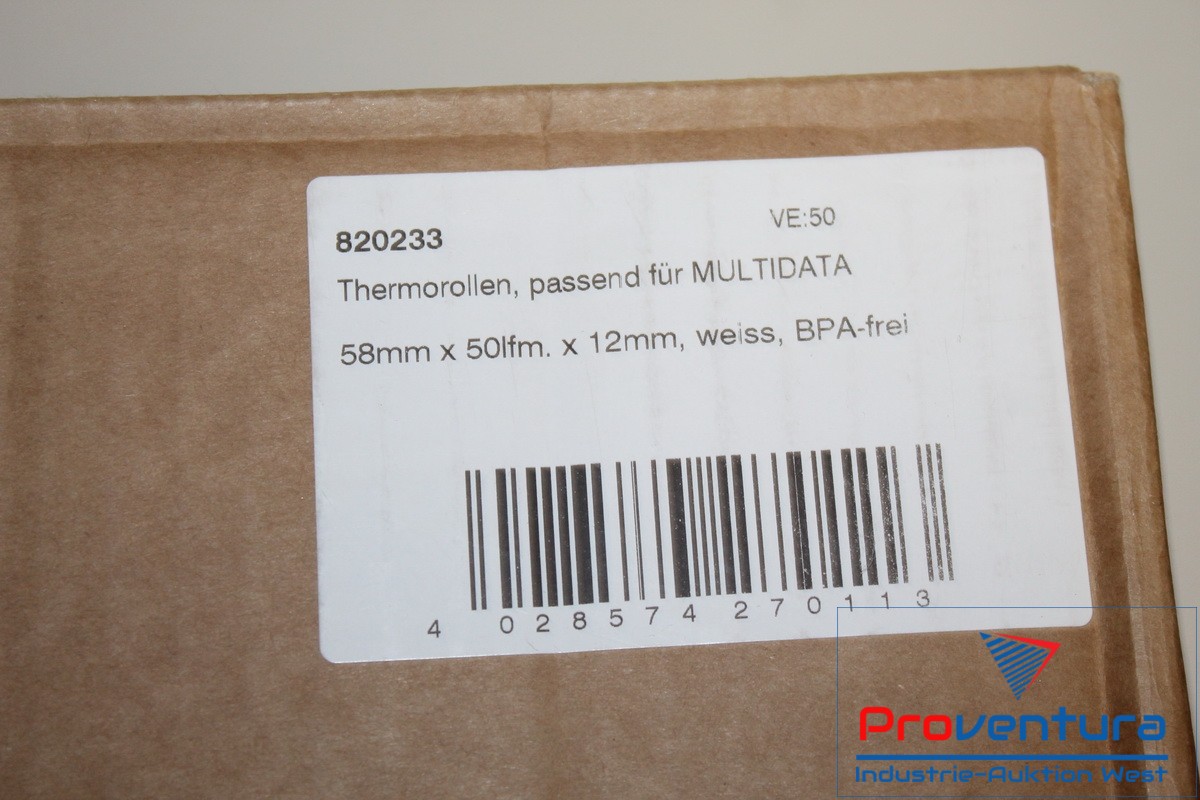 820233 VE:50
Thermorollen, passend für MULTIDATA
58mm x 50lfm. x 12mm, weiss, BPA-frei
4 028574 270113
Proventura
Industrie-Auktion West